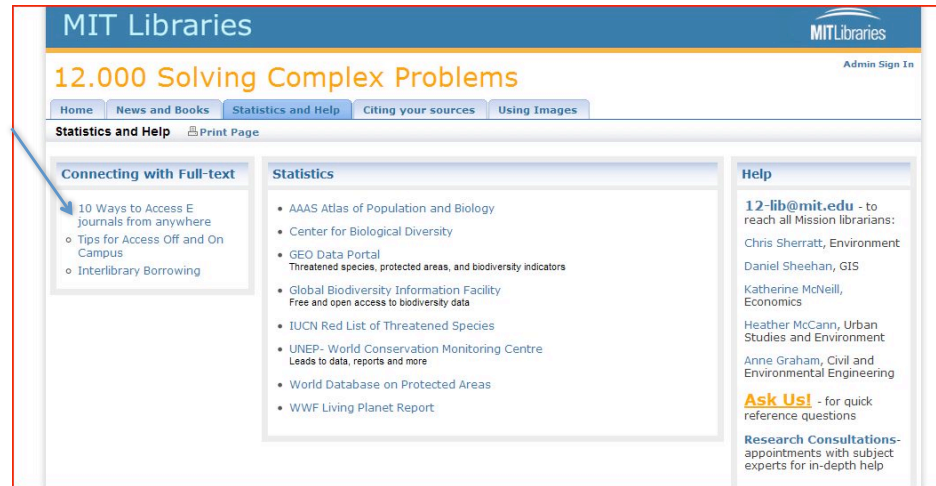 MIT Libraries
MITLibraries
12.000 Solving Complex Problems
Admin Sign In
Home
News and Books
Statistics and Help
Citing your sources
Using Images
Statistics and Help
Print Page
Connecting with Full-text
10 Ways to Access E
journals from anywhere
Tips for Access Off and On
Campus
Interlibrary Borrowing
Statistics
AAAS Atlas of Population and Biology
Center for Biological Diversity
GEO Data Portal
Threatened species, protected areas, and biodiversity indicators
Global Biodiversity Information Facility
Free and open access to biodiversity data
IUCN Red List of Threatened Species
UNEP- World Conservation Monitoring Centre
Leads to data, reports and more
World Database on Protected Areas
WWF Living Planet Report
Help
12-lib@mit.edu - to
reach all Mission librarians:
Chris Sherratt, Environment
Daniel Sheehan, GIS
Katherine McNeill,
Economics
Heather McCann, Urban
Studies and Environment
Anne Graham, Civil and
Environmental Engineering
Ask Us! - for quick
reference questions
Research Consultations-
appointments with subject
experts for in-depth help